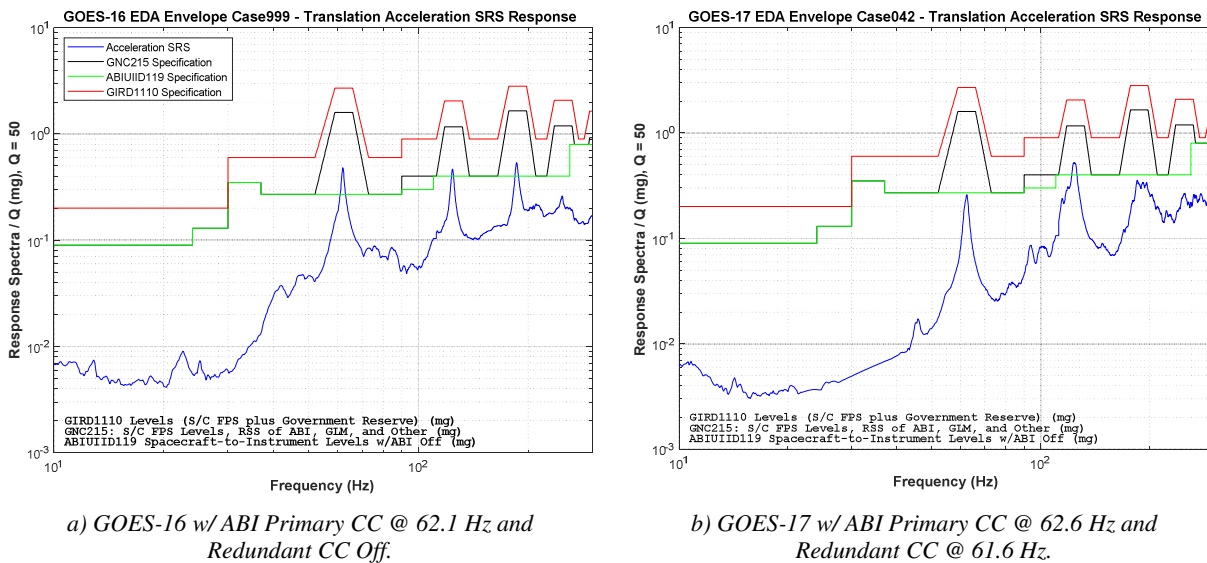 GOES-16 EDA Envelope Case999 - Translation Acceleration SRS Response
Response Spectra / Q (mg), Q = 50
10^1
10^0
10^-1
10^-2
10^-3
Acceleration SRS
GNC215 Specification
ABIUIID119 Specification
GIRD1110 Specification
GIRD1110 Levels (S/C FPS plus Government Reserve) (mg)
GNC215: S/C FPS Levels, RSS of ABI, GLM, and Other (mg)
ABIUIID119 Spacecraft-to-Instrument Levels w/ABI Off (mg)
10^1
10^2
Frequency (Hz)
a) GOES-16 w/ ABI Primary CC @ 62.1 Hz and
Redundant CC Off.
GOES-17 EDA Envelope Case042 - Translation Acceleration SRS Response
Response Spectra / Q (mg), Q = 50
10^1
10^0
10^-1
10^-2
10^-3
GIRD1110 Levels (S/C FPS plus Government Reserve) (mg)
GNC215: S/C FPS Levels, RSS of ABI, GLM, and Other (mg)
ABIUIID119 Spacecraft-to-Instrument Levels w/ABI Off (mg)
10^1
10^2
Frequency (Hz)
b) GOES-17 w/ ABI Primary CC @ 62.6 Hz and
Redundant CC @ 61.6 Hz.